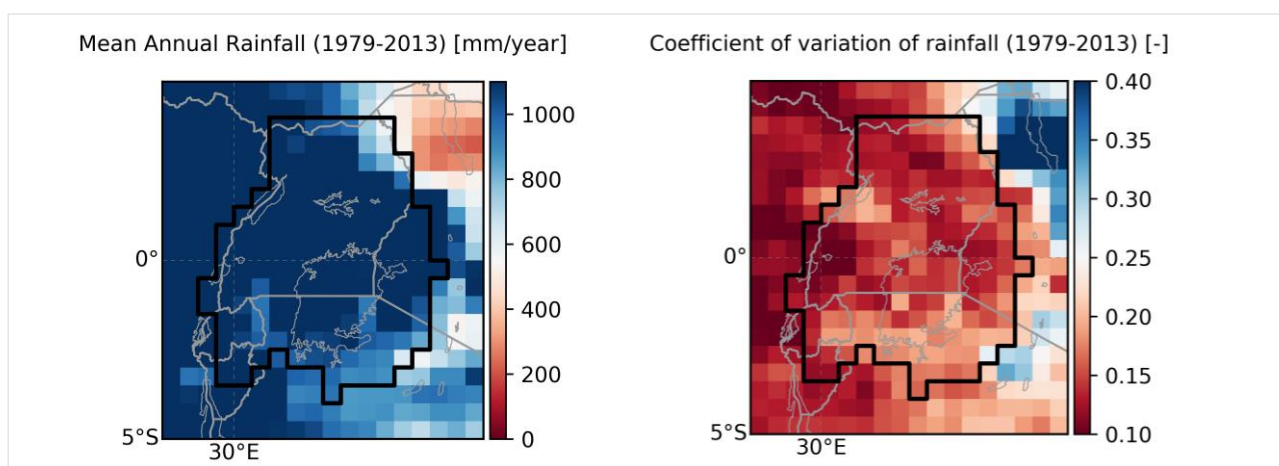 Mean Annual Rainfall (1979-2013) [mm/year]
Coefficient of variation of rainfall (1979-2013) [-]
1000
800
600
400
200
0
0°
5°S
30°E
0.40
0.35
0.30
0.25
0.20
0.15
0.10
0°
5°S
30°E